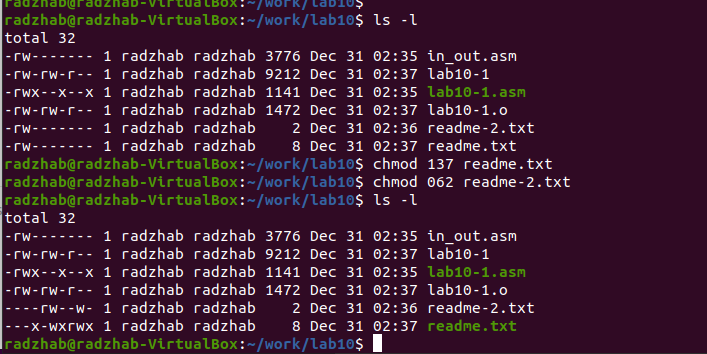 radzhab@radzhab-VirtualBox:~/work/lab10$
radzhab@radzhab-VirtualBox:~/work/lab10$ ls -l
total 32
-rw------- 1 radzhab radzhab 3776 Dec 31 02:35 in_out.asm
-rw-rw-r-- 1 radzhab radzhab 9212 Dec 31 02:37 lab10-1
-rwx--x--x 1 radzhab radzhab 1141 Dec 31 02:35 lab10-1.asm
-rw-rw-r-- 1 radzhab radzhab 1472 Dec 31 02:37 lab10-1.o
-rw------- 1 radzhab radzhab    2 Dec 31 02:36 readme-2.txt
-rw------- 1 radzhab radzhab    8 Dec 31 02:37 readme.txt
radzhab@radzhab-VirtualBox:~/work/lab10$ chmod 137 readme.txt
radzhab@radzhab-VirtualBox:~/work/lab10$ chmod 062 readme-2.txt
radzhab@radzhab-VirtualBox:~/work/lab10$ ls -l
total 32
-rw------- 1 radzhab radzhab 3776 Dec 31 02:35 in_out.asm
-rw-rw-r-- 1 radzhab radzhab 9212 Dec 31 02:37 lab10-1
-rwx--x--x 1 radzhab radzhab 1141 Dec 31 02:35 lab10-1.asm
-rw-rw-r-- 1 radzhab radzhab 1472 Dec 31 02:37 lab10-1.o
----rw--w- 1 radzhab radzhab    2 Dec 31 02:36 readme-2.txt
---x-wxrwx 1 radzhab radzhab    8 Dec 31 02:37 readme.txt
radzhab@radzhab-VirtualBox:~/work/lab10$